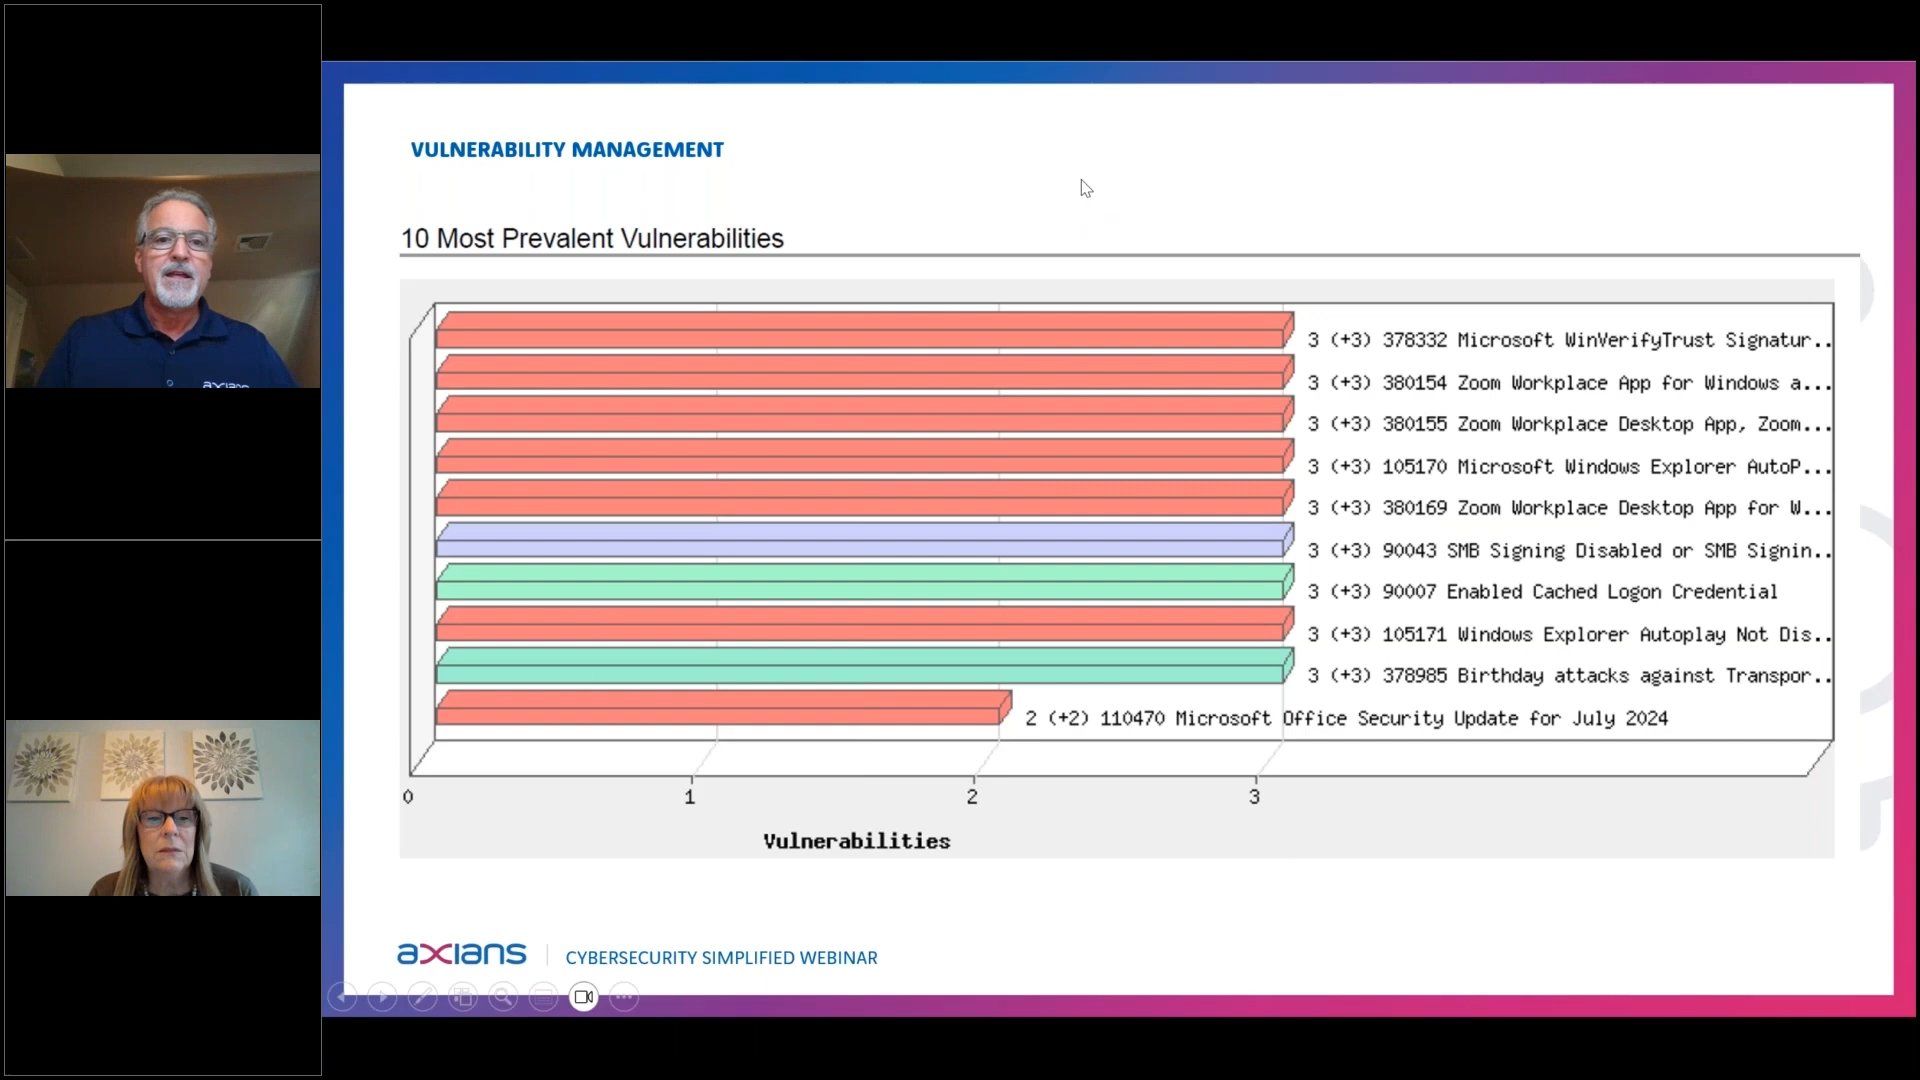 VULNERABILITY MANAGEMENT
10 Most Prevalent Vulnerabilities
3 (+3) 378332 Microsoft WinVerifyTrust Signatur..
3 (+3) 380154 Zoom Workplace App for Windows a...
3 (+3) 380155 Zoom Workplace Desktop App, Zoom...
3 (+3) 105170 Microsoft Windows Explorer AutoP...
3 (+3) 380169 Zoom Workplace Desktop App for W...
3 (+3) 90043 SMB Signing Disabled or SMB Signin..
3 (+3) 90007 Enabled Cached Logon Credential
3 (+3) 105171 Windows Explorer Autoplay Not Dis..
3 (+3) 378985 Birthday attacks against Transpor..
2 (+2) 110470 Microsoft Office Security Update for July 2024
0 1 2 3
Vulnerabilities
axians CYBERSECURITY SIMPLIFIED WEBINAR
axians